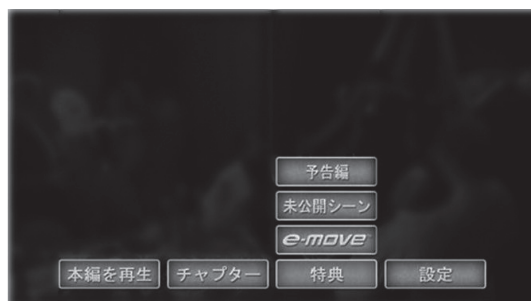 予告編
未公開シーン
e-move
本編を再生 チャプター 特典 設定